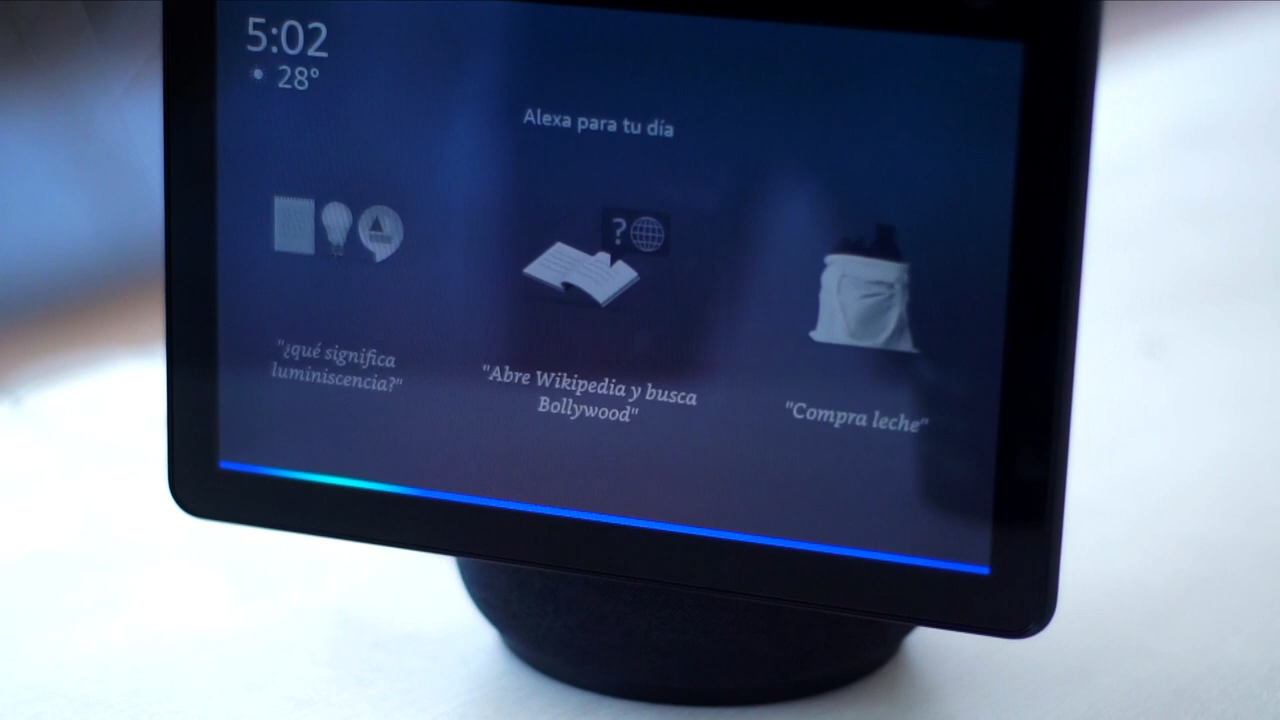 5:02
28°
Alexa para tu día
"¿qué significa
luminiscencia?"
"Abre Wikipedia y busca
Bollywood"
"Compra leche"